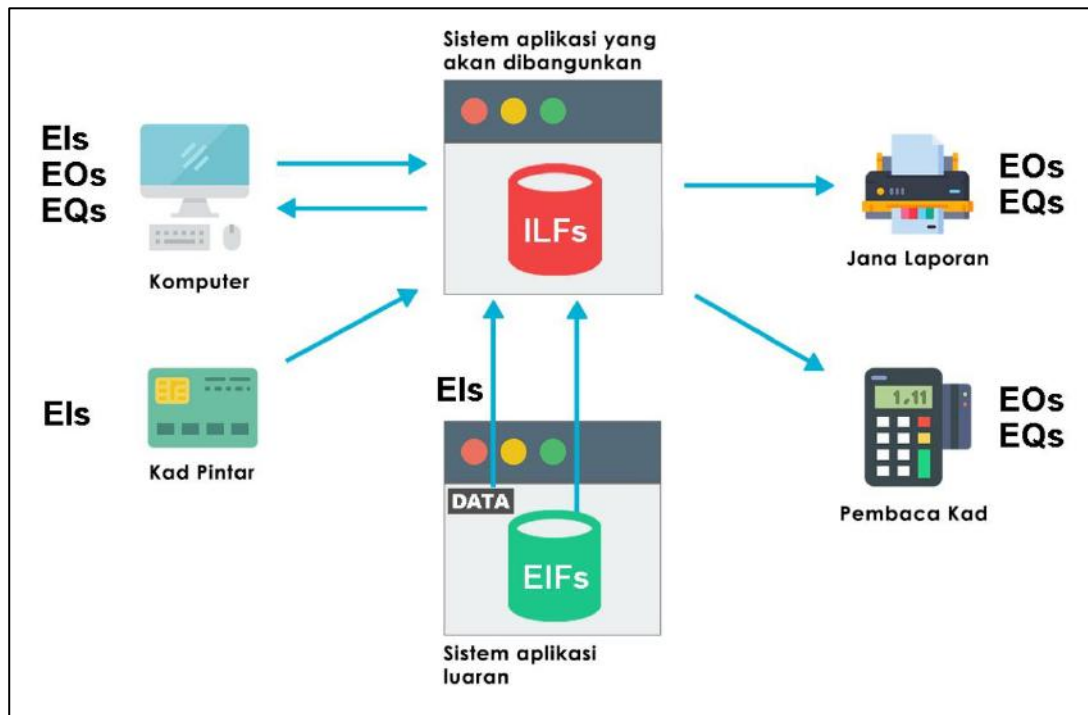 Sistem aplikasi yang
akan dibangunkan
EIs
EOs
EQs
Komputer
ILFs
EOs
EQs
Jana Laporan
EIs
Kad Pintar
EIs
DATA
EIFs
Sistem aplikasi
luaran
1,11
EOs
EQs
Pembaca Kad